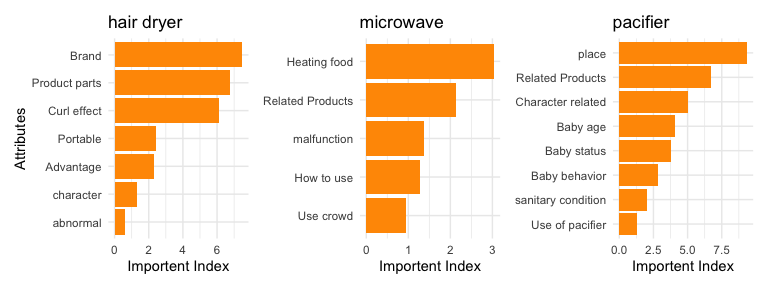 hair dryer
Attributes
Brand
Product parts
Curl effect
Portable
Advantage
character
abnormal
0 2 4 6
Importent Index
microwave
Heating food
Related Products
malfunction
How to use
Use crowd
0 1 2 3
Importent Index
pacifier
place
Related Products
Character related
Baby age
Baby status
Baby behavior
sanitary condition
Use of pacifier
0.0 2.5 5.0 7.5
Importent Index